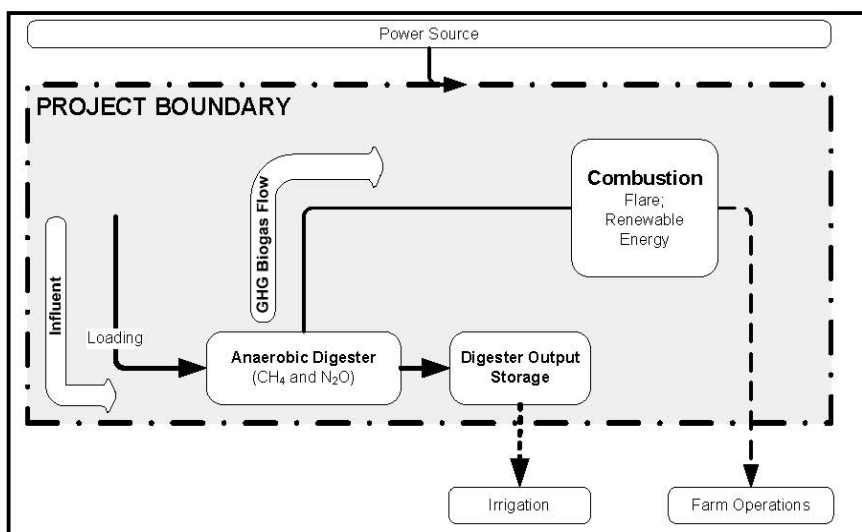 Power Source
PROJECT BOUNDARY
Combustion
Flare;
Renewable
Energy
GHG Biogas Flow
Influent
Loading
Anaerobic Digester
(CH₄ and N₂O)
Digester Output
Storage
Irrigation
Farm Operations